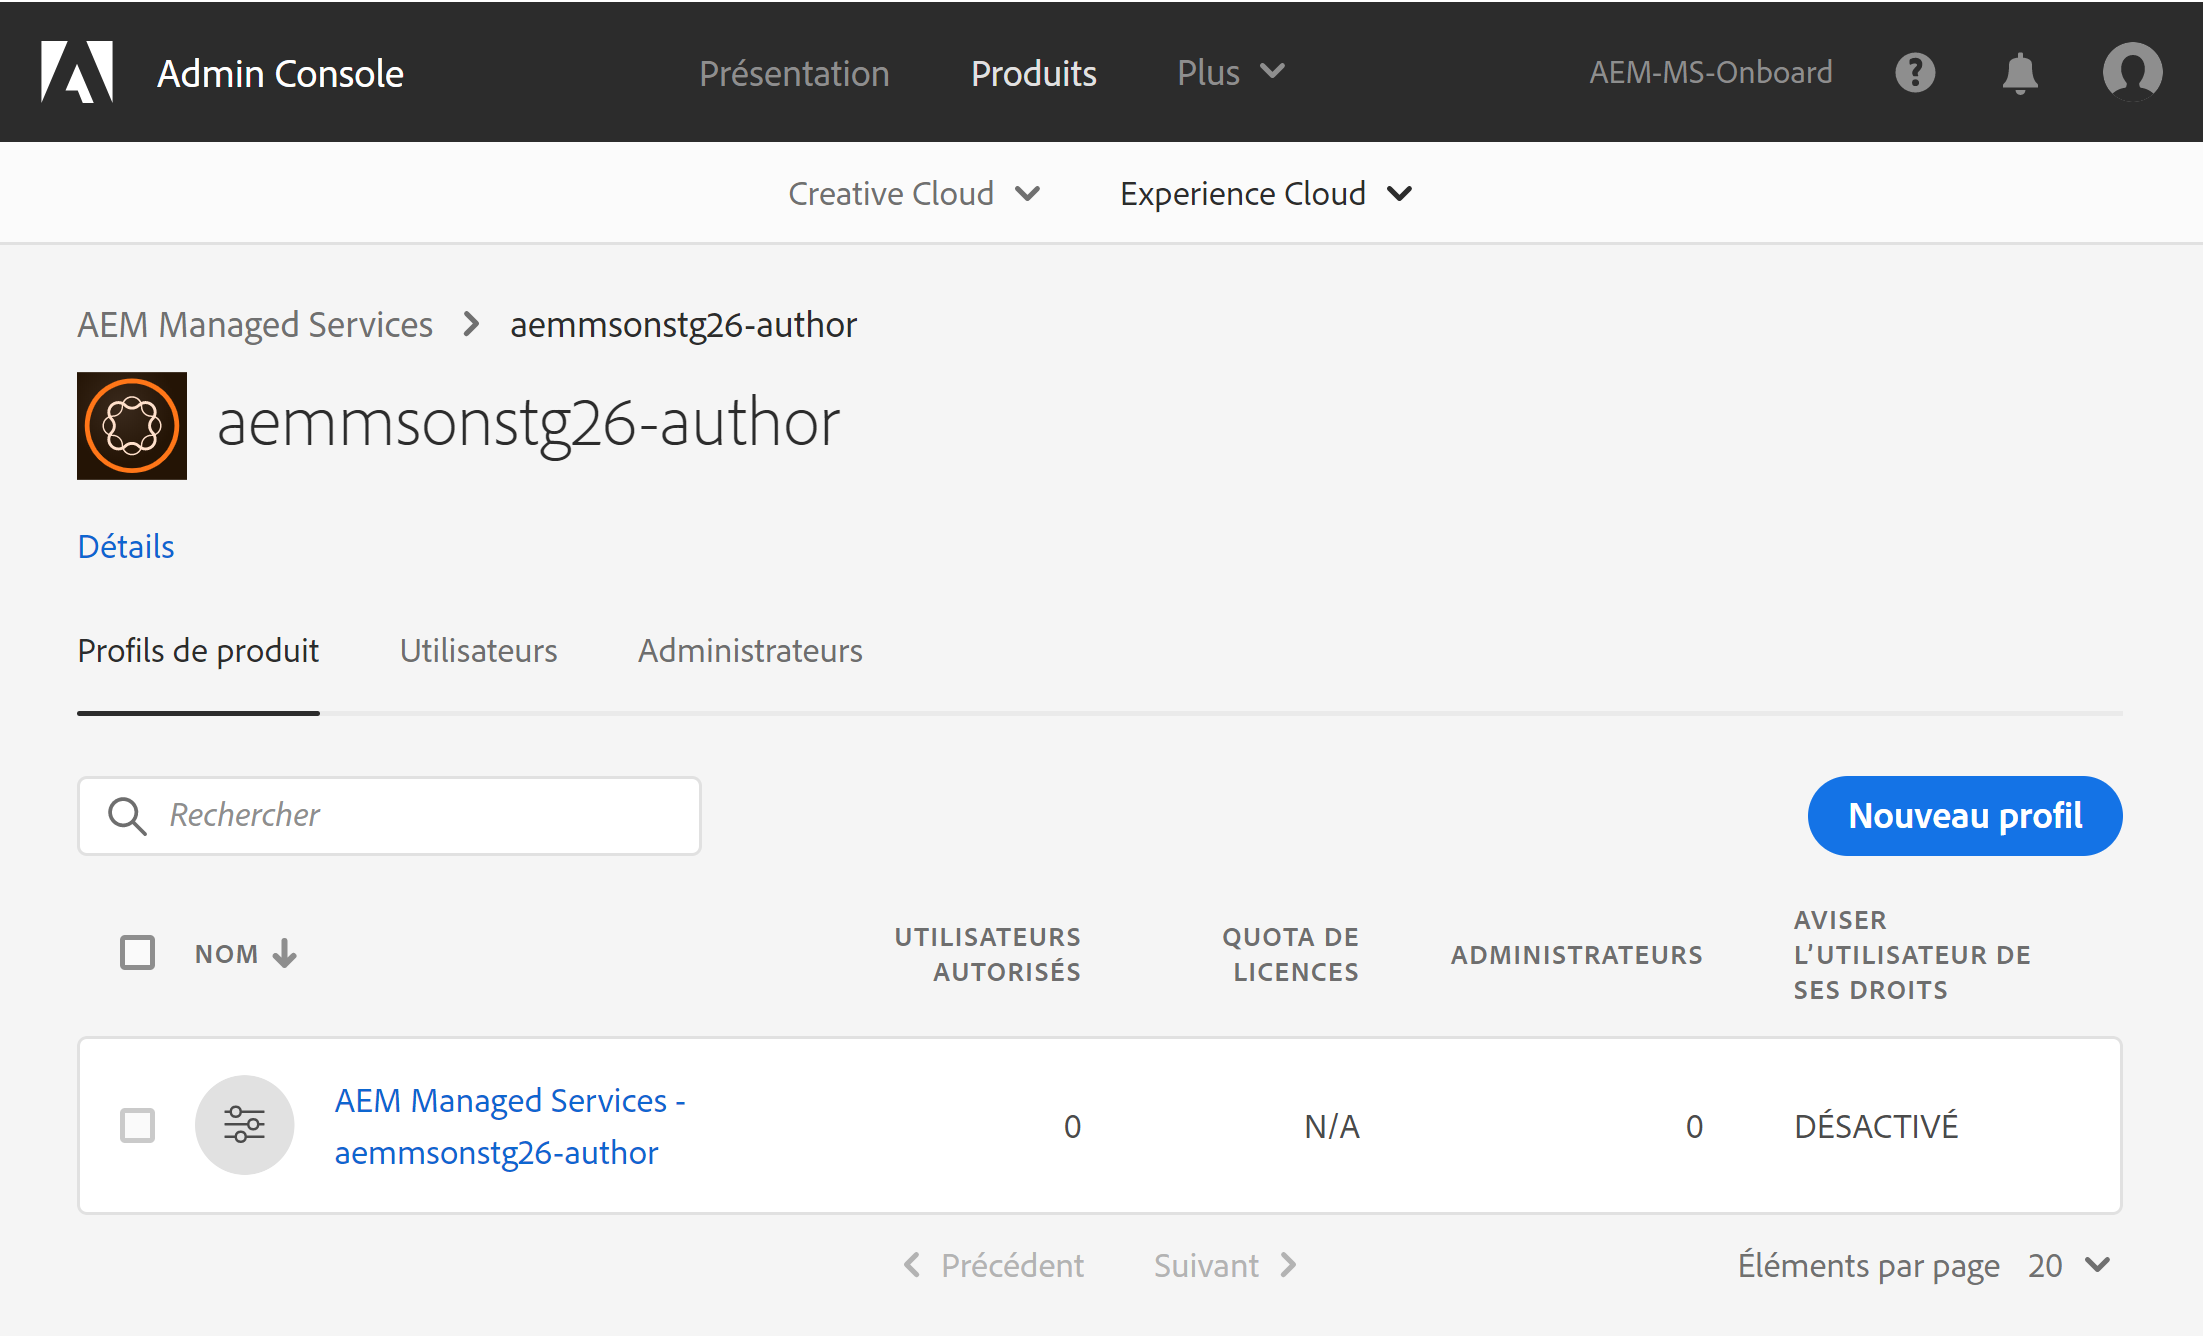 Admin Console
Présentation
Produits
Plus
AEM-MS-Onboard
Creative Cloud
Experience Cloud
AEM Managed Services
aemmsonstg26-author
aemmsonstg26-author
Détails
Profils de produit
Utilisateurs
Administrateurs
Rechercher
Nouveau profil
NOM
UTILISATEURS
AUTORISÉS
QUOTA DE
LICENCES
ADMINISTRATEURS
AVISER
L’UTILISATEUR DE
SES DROITS
AEM Managed Services -
aemmsonstg26-author
0
N/A
0
DÉSACTIVÉ
Précédent
Suivant
Éléments par page
20